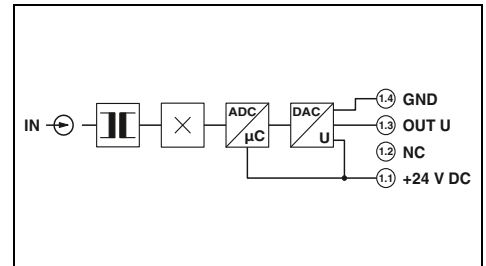 IN
ADC
µC
DAC
U
1.4 GND
1.3 OUT U
1.2 NC
1.1 +24 V DC